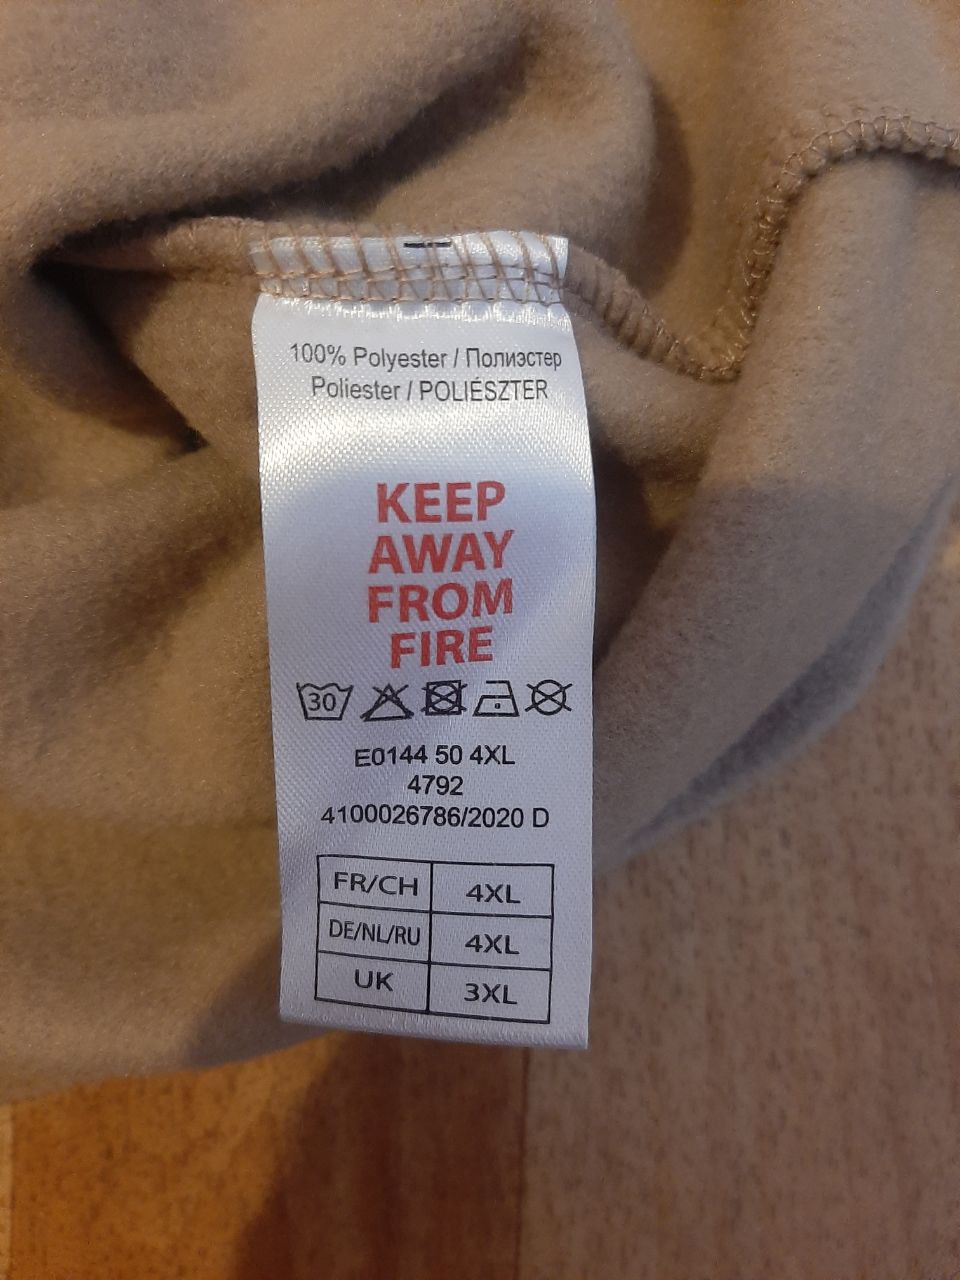 100% Polyester / Полиэстер
Poliester / POLIÉSZTER
KEEP
AWAY
FROM
FIRE
30
E0144 50 4XL
4792
4100026786/2020 D
FR/CH 4XL
DE/NL/RU 4XL
UK 3XL